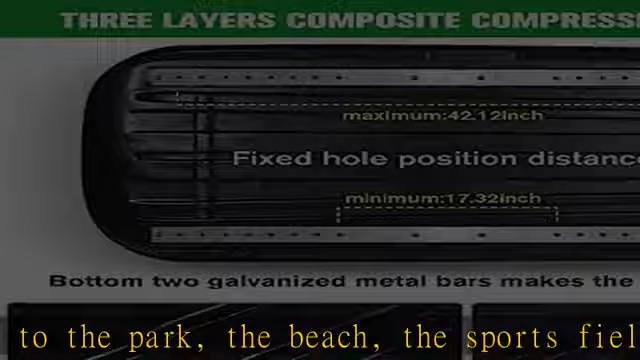 THREE LAYERS COMPOSITE COMPRESS
maximum:42.12inch
Fixed hole position distanc
minimum:17.32inch
Bottom two galvanized metal bars makes the
to the park, the beach, the sports fiel